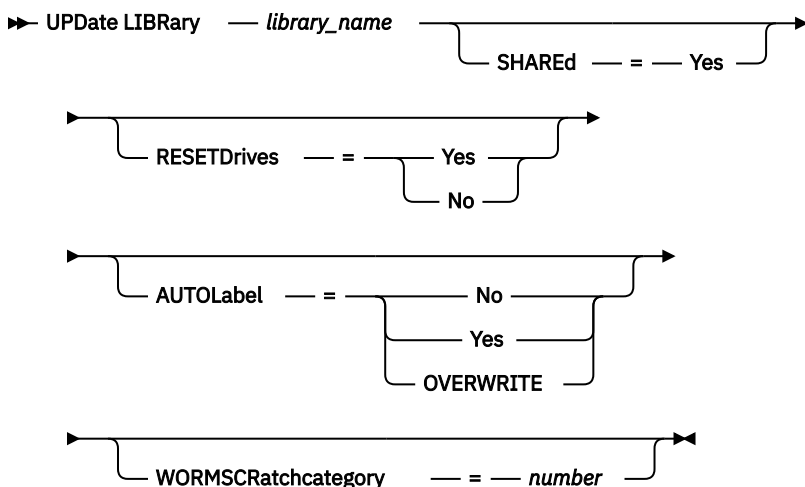 UPDate LIBRary library_name
SHAREd = Yes
RESETDrives = Yes
No
AUTOLabel = No
Yes
OVERWRITE
WORMSCRatchcategory = number